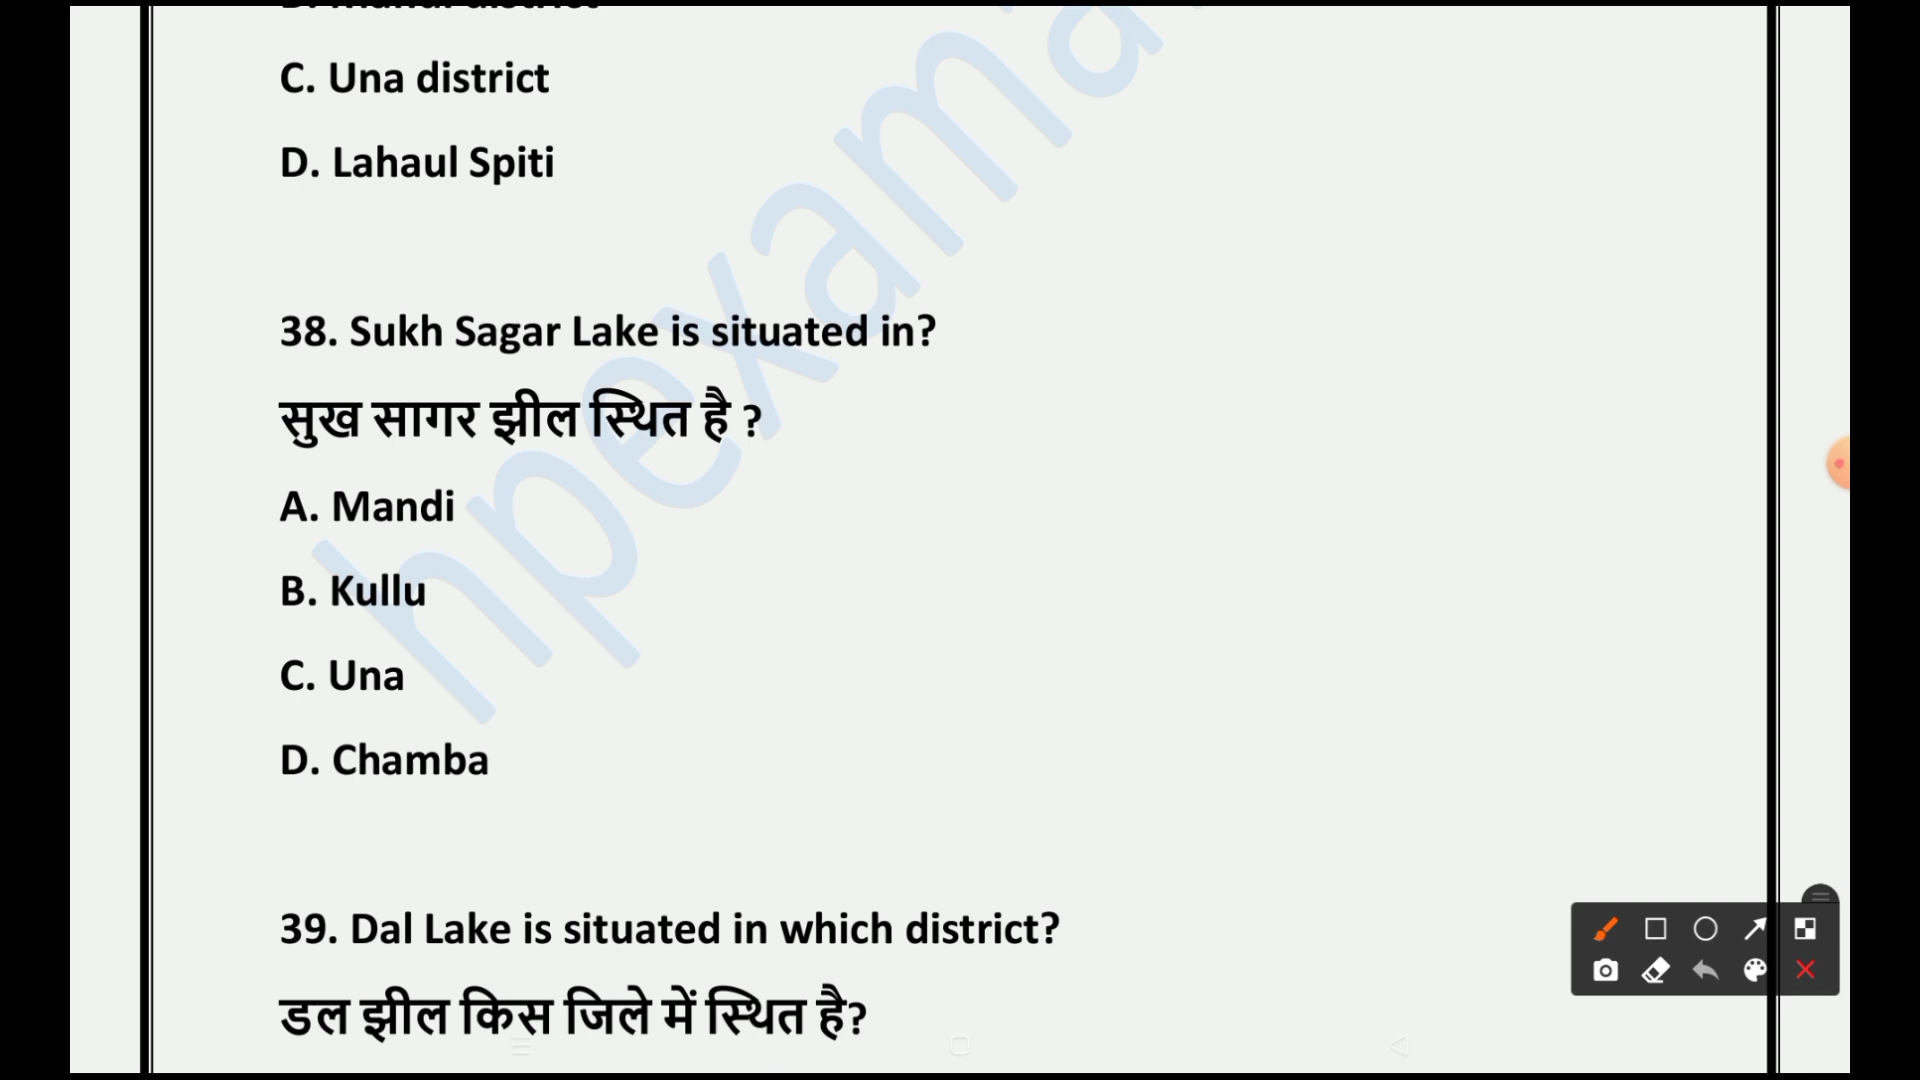 C. Una district
D. Lahaul Spiti
38. Sukh Sagar Lake is situated in?
सुख सागर झील स्थित है ?
A. Mandi
B. Kullu
C. Una
D. Chamba
39. Dal Lake is situated in which district?
डल झील किस जिले में स्थित है?
hpexama